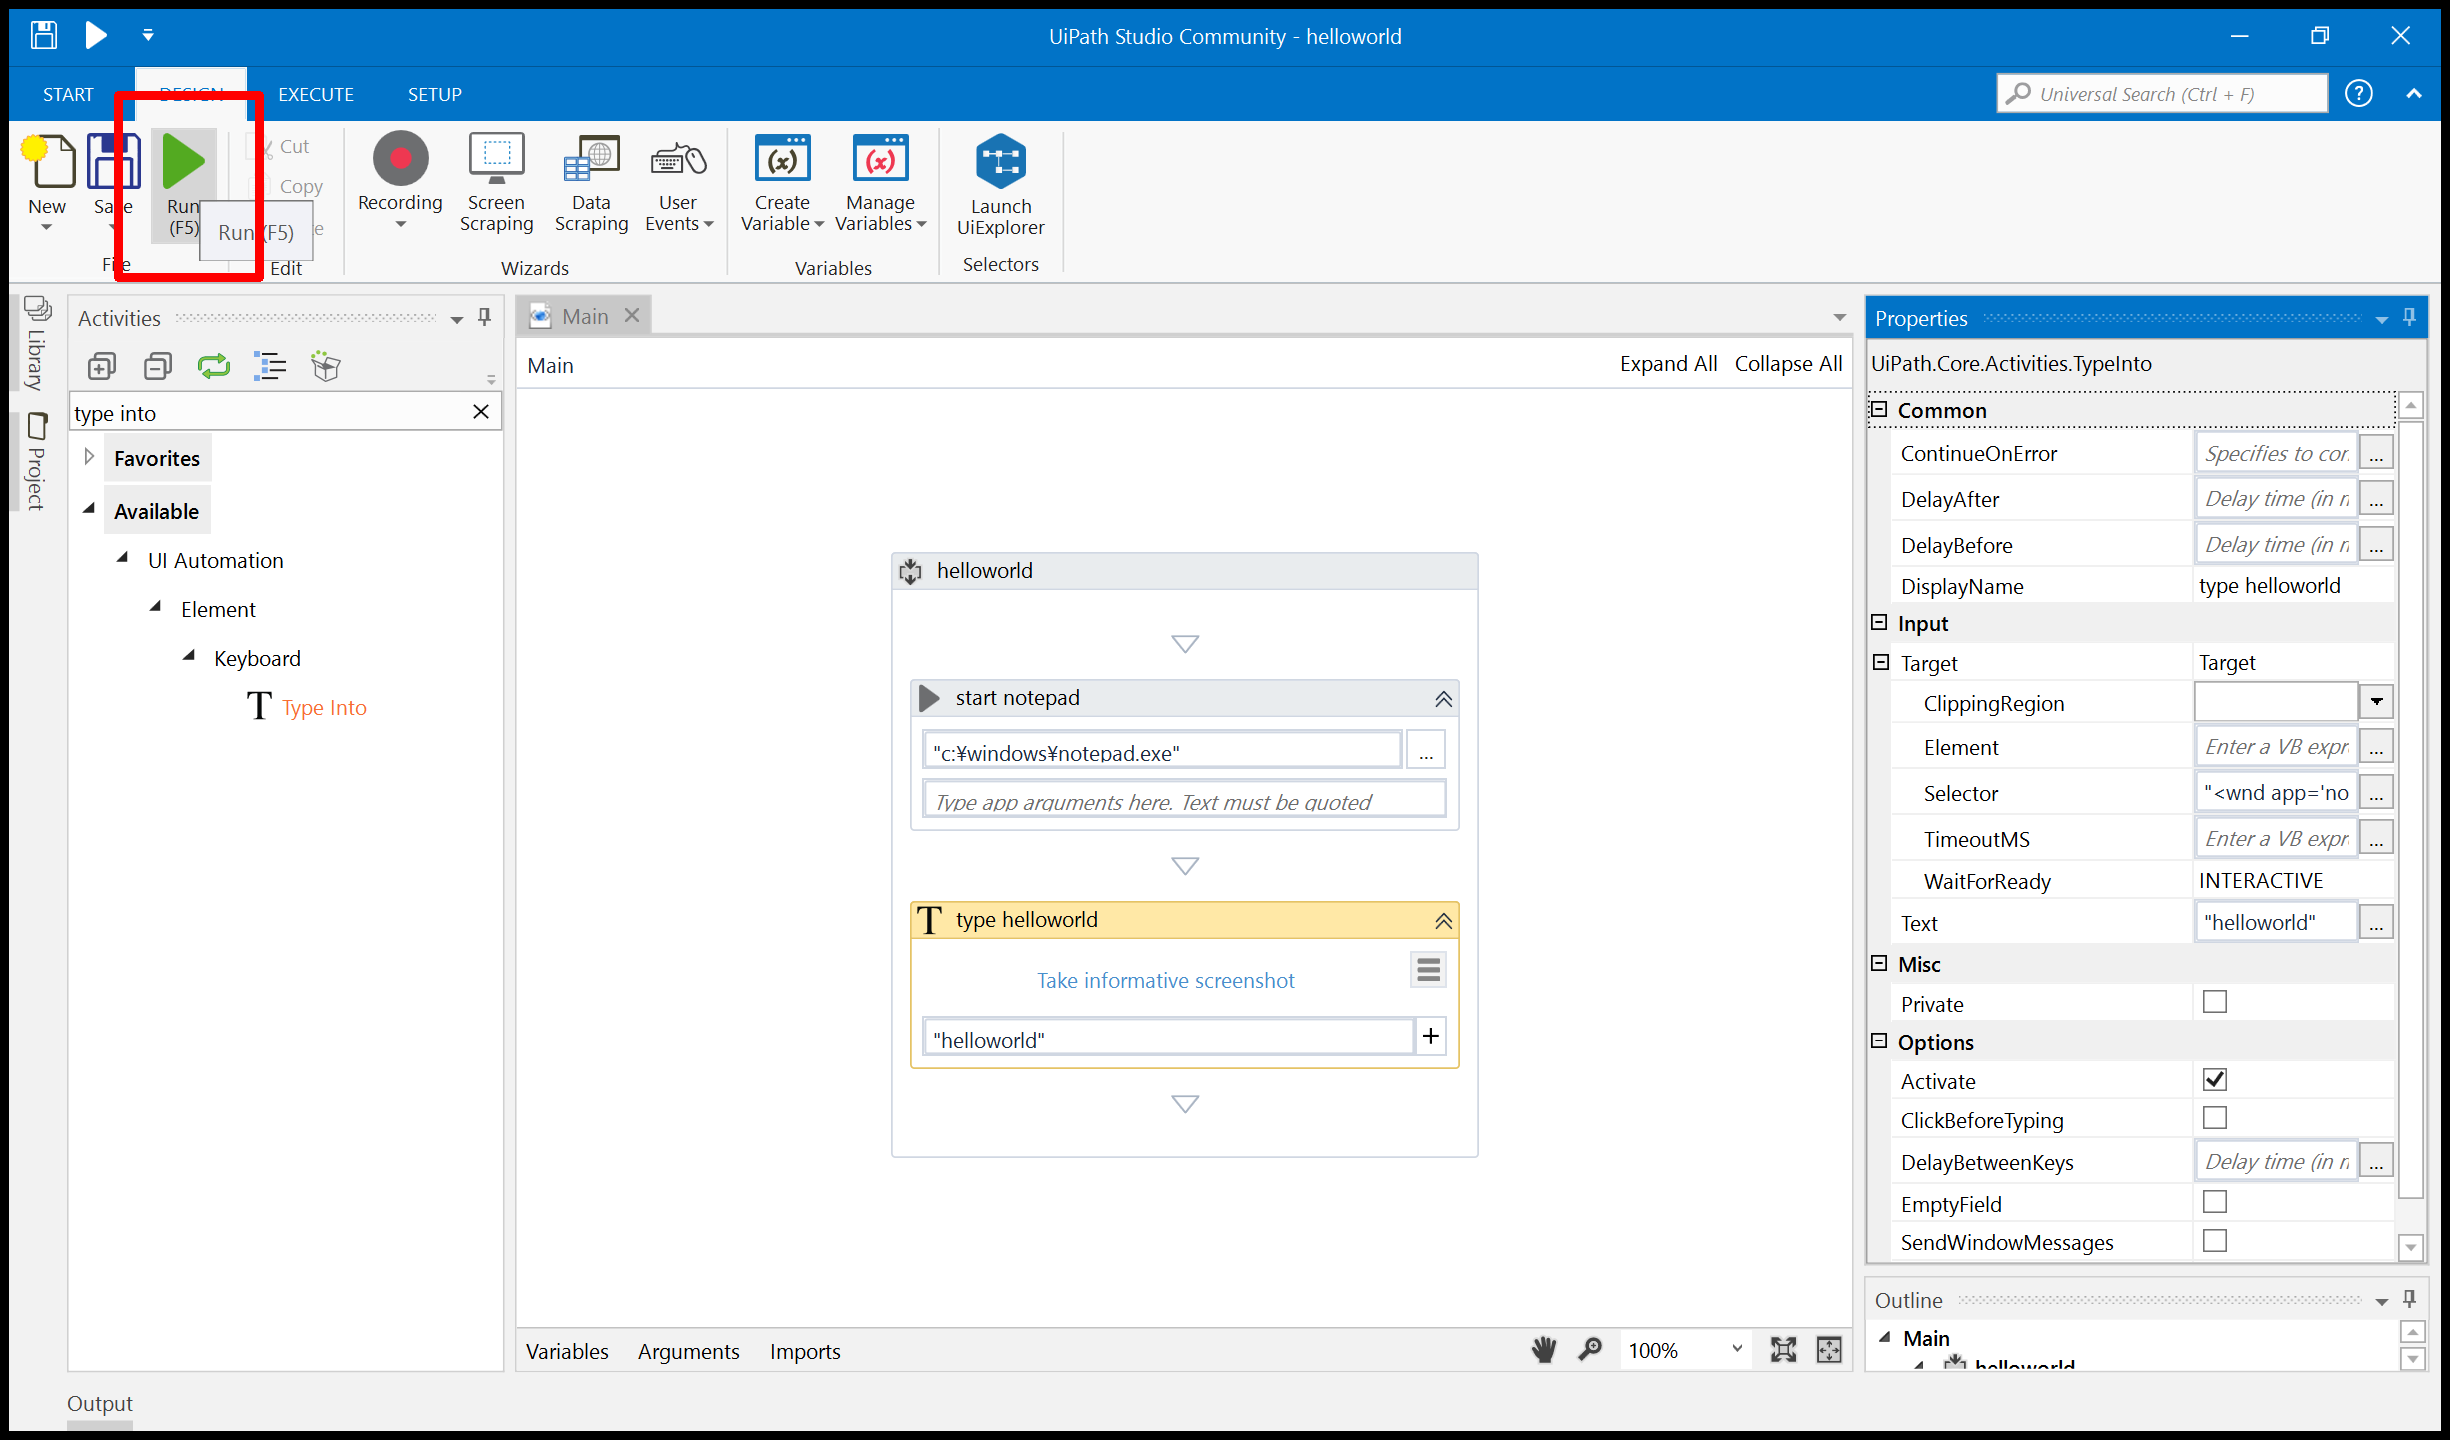 UiPath Studio Community - helloworld
START
DESIGN
EXECUTE
SETUP
Universal Search (Ctrl + F)
New
Save
Run
(F5)
Run (F5)
File
Cut
Copy
Edit
Recording
Screen
Scraping
Data
Scraping
User
Events
Wizards
Create
Variable
Manage
Variables
Variables
Launch
UiExplorer
Selectors
Library
Project
Activities
type into
Favorites
Available
UI Automation
Element
Keyboard
Type Into
Main
Main
Expand All
Collapse All
helloworld
start notepad
"c:¥windows¥notepad.exe"
...
Type app arguments here. Text must be quoted
type helloworld
Take informative screenshot
"helloworld"
Variables
Arguments
Imports
100%
Properties
UiPath.Core.Activities.TypeInto
Common
ContinueOnError
Specifies to con
...
DelayAfter
Delay time (in m
...
DelayBefore
Delay time (in m
...
DisplayName
type helloworld
Input
Target
Target
ClippingRegion
Element
Enter a VB expr
...
Selector
"<wnd app='no
...
TimeoutMS
Enter a VB expr
...
WaitForReady
INTERACTIVE
Text
"helloworld"
...
Misc
Private
Options
Activate
ClickBeforeTyping
DelayBetweenKeys
Delay time (in m
...
EmptyField
SendWindowMessages
Outline
Main
helloworld
Output